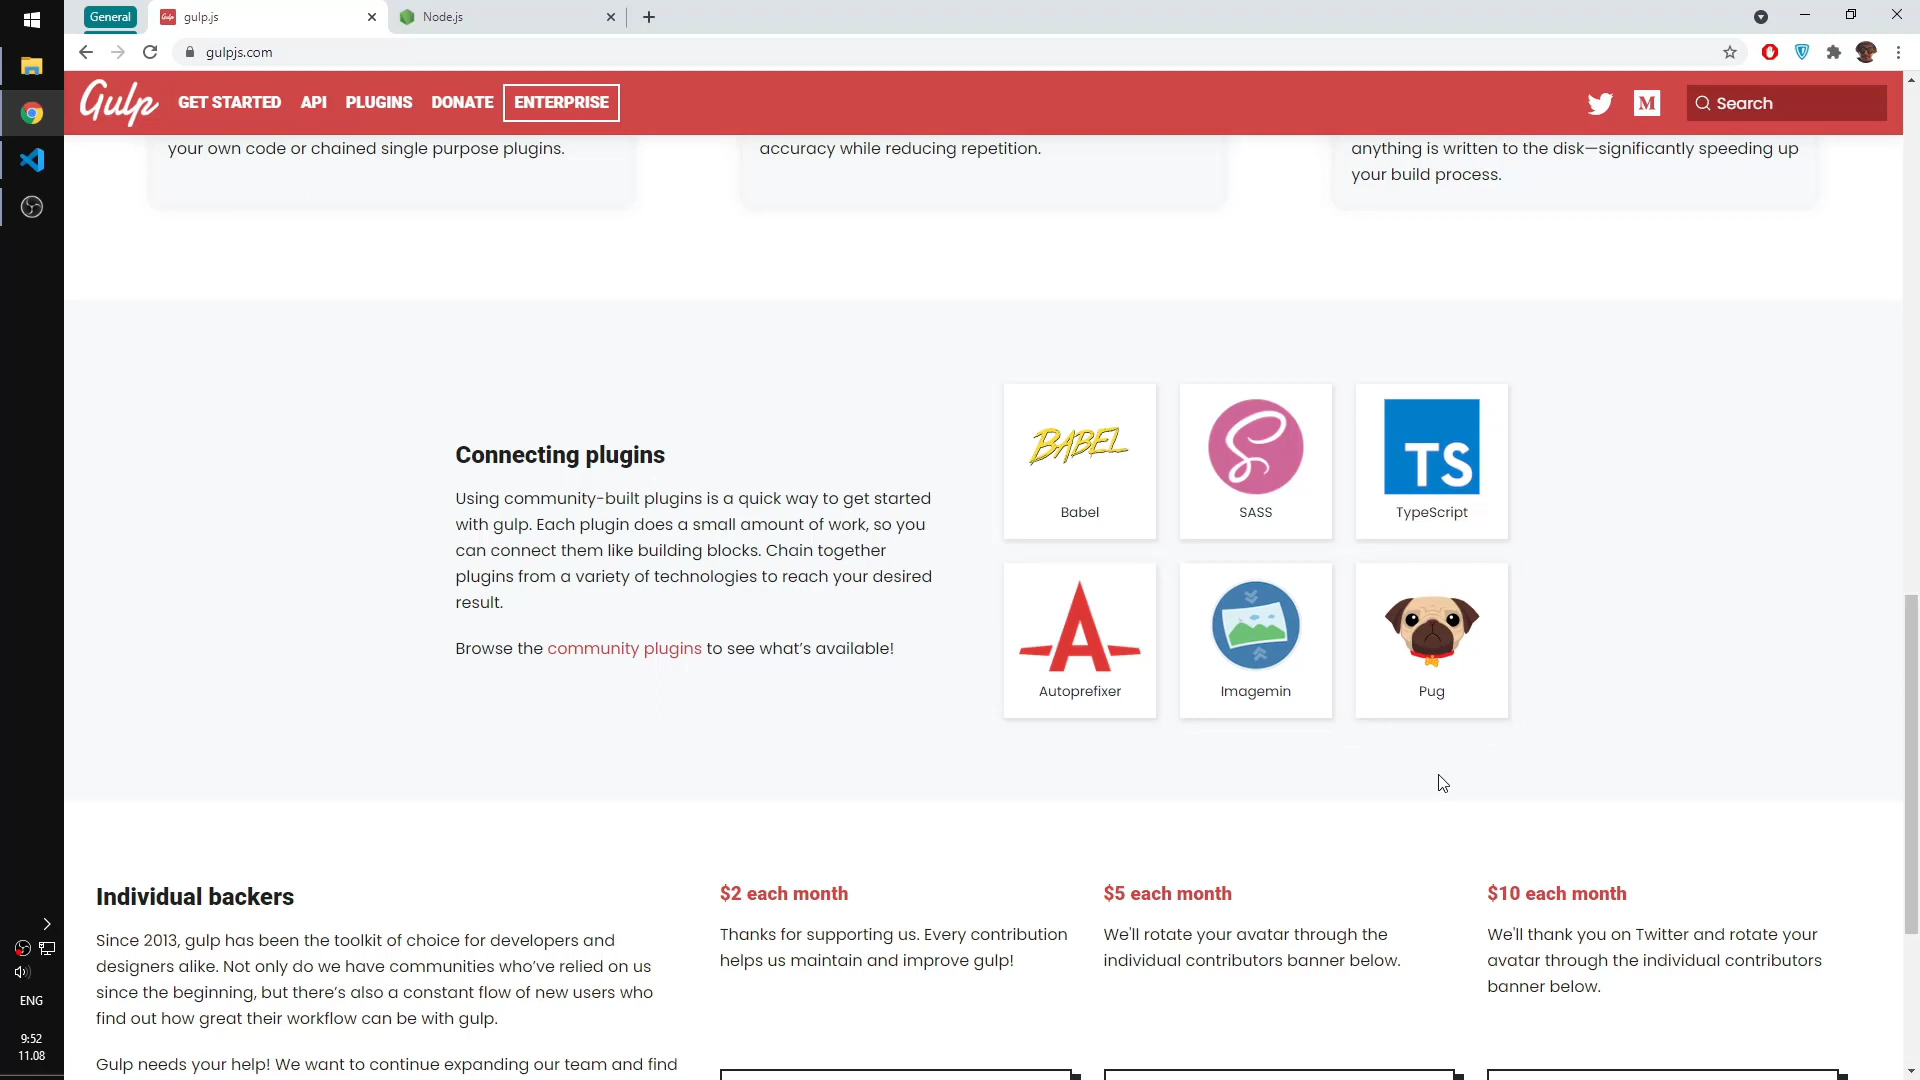 General
gulp.js
Node.js
gulpjs.com
Gulp
GET STARTED
API
PLUGINS
DONATE
ENTERPRISE
M
Search
your own code or chained single purpose plugins.
accuracy while reducing repetition.
anything is written to the disk—significantly speeding up
your build process.
Connecting plugins
Using community-built plugins is a quick way to get started
with gulp. Each plugin does a small amount of work, so you
can connect them like building blocks. Chain together
plugins from a variety of technologies to reach your desired
result.
Browse the community plugins to see what's available!
BABEL
Babel
SASS
TS
TypeScript
Autoprefixer
Imagemin
Pug
Individual backers
Since 2013, gulp has been the toolkit of choice for developers and
designers alike. Not only do we have communities who've relied on us
since the beginning, but there's also a constant flow of new users who
find out how great their workflow can be with gulp.
Gulp needs your help! We want to continue expanding our team and find
$2 each month
Thanks for supporting us. Every contribution
helps us maintain and improve gulp!
$5 each month
We'll rotate your avatar through the
individual contributors banner below.
$10 each month
We'll thank you on Twitter and rotate your
avatar through the individual contributors
banner below.
ENG
9:52
11.08